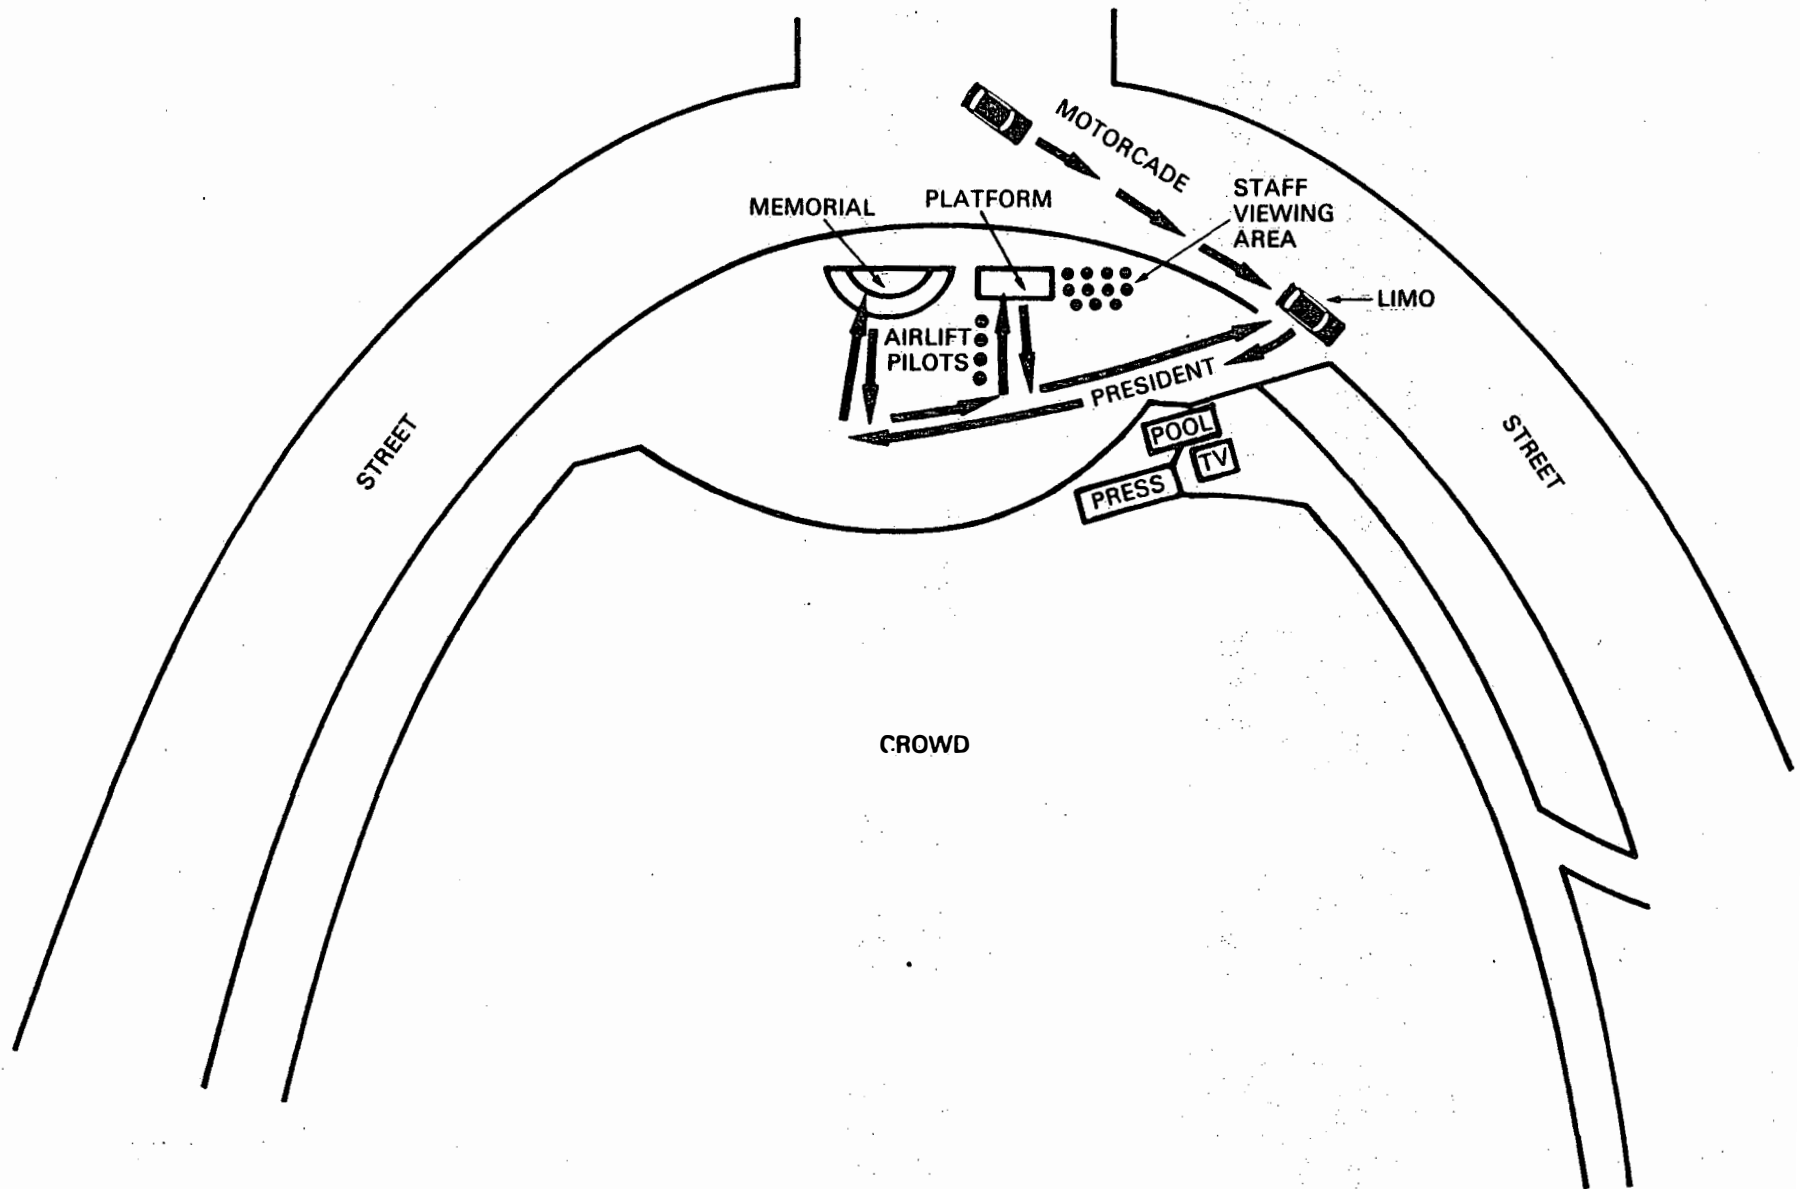 MOTORCADE
STAFF
VIEWING
AREA
MEMORIAL
PLATFORM
LIMO
AIRLIFT
PILOTS
PRESIDENT
STREET
STREET
POOL
TV
PRESS
CROWD